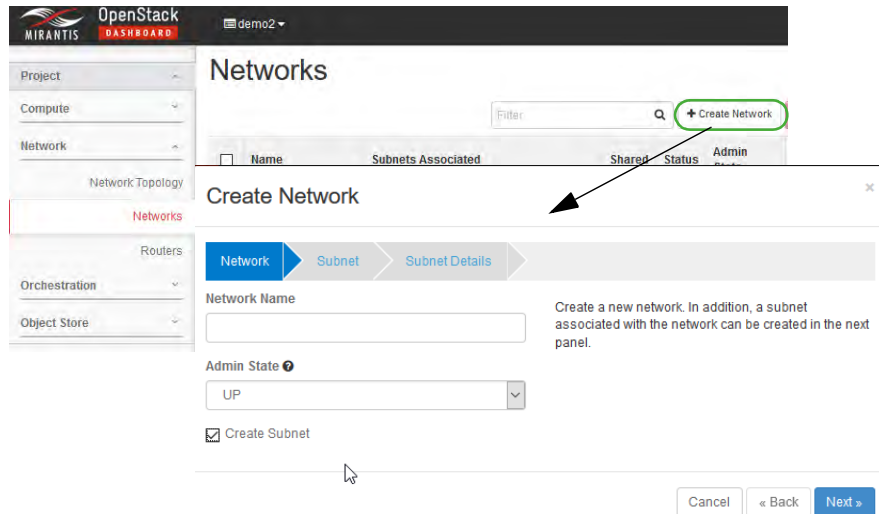 MIRANTIS
OpenStack
DASHBOARD
demo2
Project
Compute
Network
Network Topology
Networks
Routers
Orchestration
Object Store
Networks
Filter
+ Create Network
Name Subnets Associated Shared Status Admin
Create Network
×
Network Subnet Subnet Details
Network Name
Admin State ?
UP
Create Subnet
Create a new network. In addition, a subnet
associated with the network can be created in the next
panel.
Cancel « Back Next »